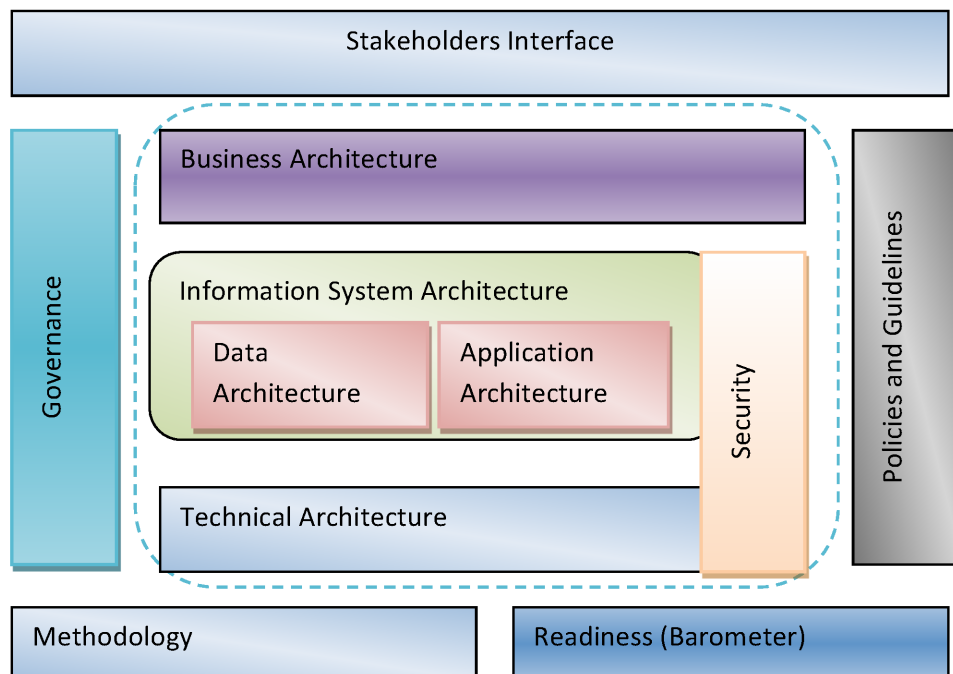 Stakeholders Interface
Governance
Business Architecture
Information System Architecture
Data
Architecture
Application
Architecture
Security
Technical Architecture
Policies and Guidelines
Methodology
Readiness (Barometer)